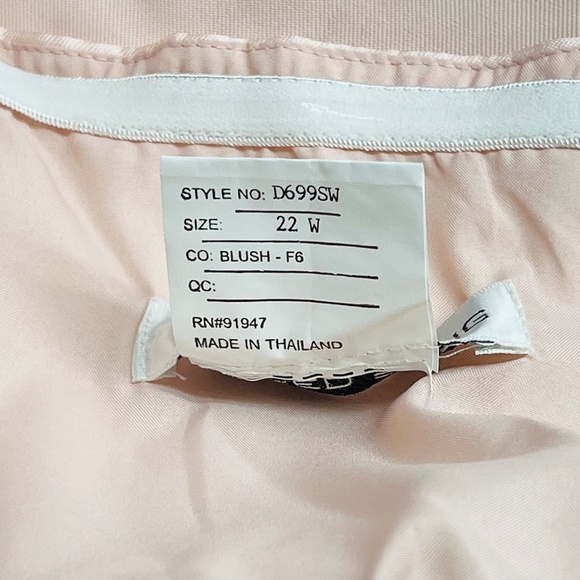 STYLE NO: D699SW
SIZE: 22 W
CO: BLUSH - F6
QC:
RN#91947
MADE IN THAILAND